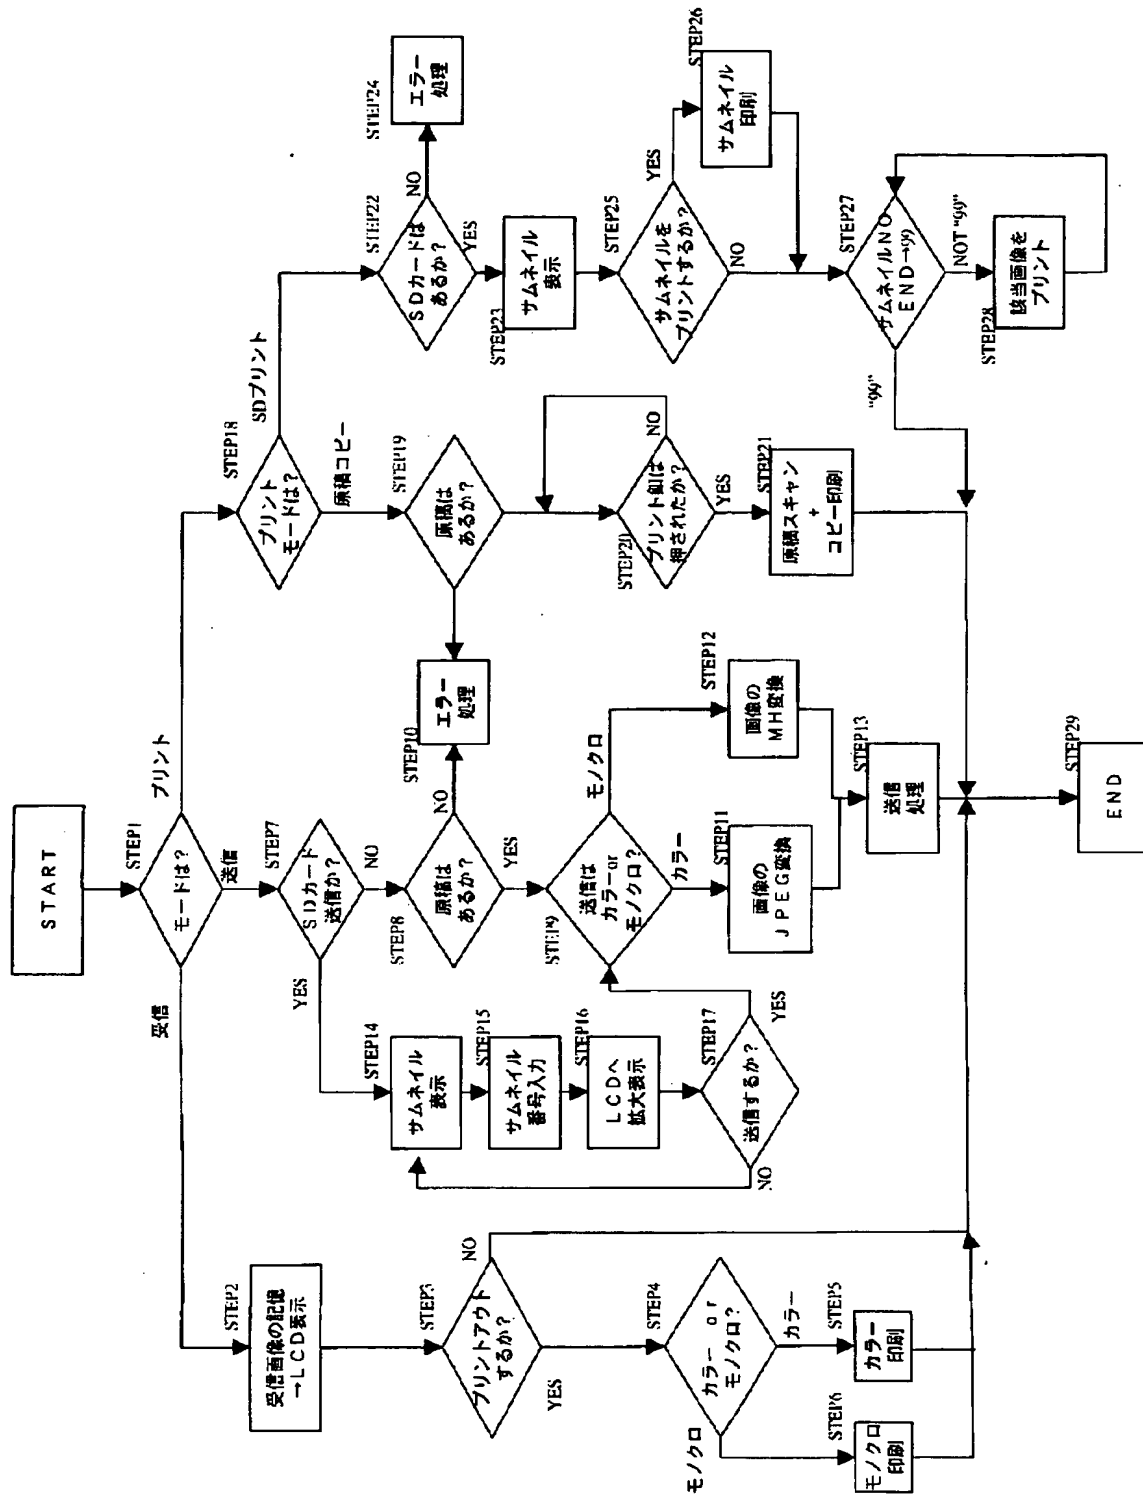 START
STEP1
モードは？
受信
送信
プリント
STEP2
受信画像の記憶
→LCD表示
STEP3
プリントアウト
するか？
NO
YES
STEP4
カラー or
モノクロ？
モノクロ
カラー
STEP5
カラー
印刷
STEP6
モノクロ
印刷
STEP7
SDカード
送信か？
YES
NO
STEP8
原稿は
あるか？
NO
YES
STEP10
エラー
処理
STEP9
送信は
カラーor
モノクロ？
モノクロ
カラー
STEP11
画像の
JPEG変換
STEP12
画像の
MH変換
STEP13
送信
処理
STEP14
サムネイル
表示
STEP15
サムネイル
番号入力
STEP16
LCDへ
拡大表示
STEP17
送信するか？
NO
YES
STEP18
プリント
モードは？
SDプリント
原稿コピー
STEP19
原稿は
あるか？
STEP20
プリント釦は
押されたか？
NO
YES
STEP21
原稿スキャン
+
コピー印刷
STEP22
SDカードは
あるか？
NO
YES
STEP24
エラー
処理
STEP23
サムネイル
表示
STEP25
サムネイルを
プリントするか？
YES
NO
STEP26
サムネイル
印刷
STEP27
サムネイルNO
END→99
"99"
NOT "99"
STEP28
該当画像を
プリント
STEP29
END